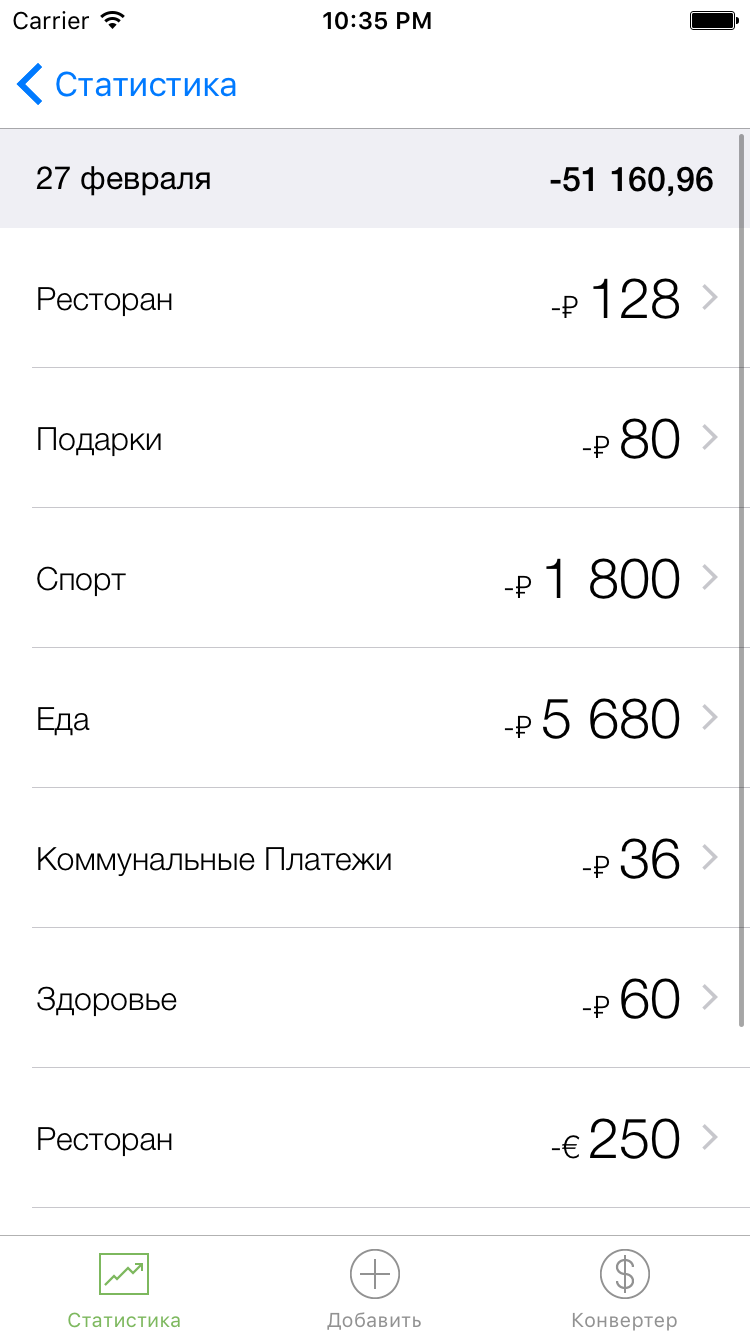 Carrier 10:35 PM
Статистика
27 февраля -51 160,96
Ресторан -₽ 128
Подарки -₽ 80
Спорт -₽ 1 800
Еда -₽ 5 680
Коммунальные Платежи -₽ 36
Здоровье -₽ 60
Ресторан -€ 250
Статистика Добавить Конвертер